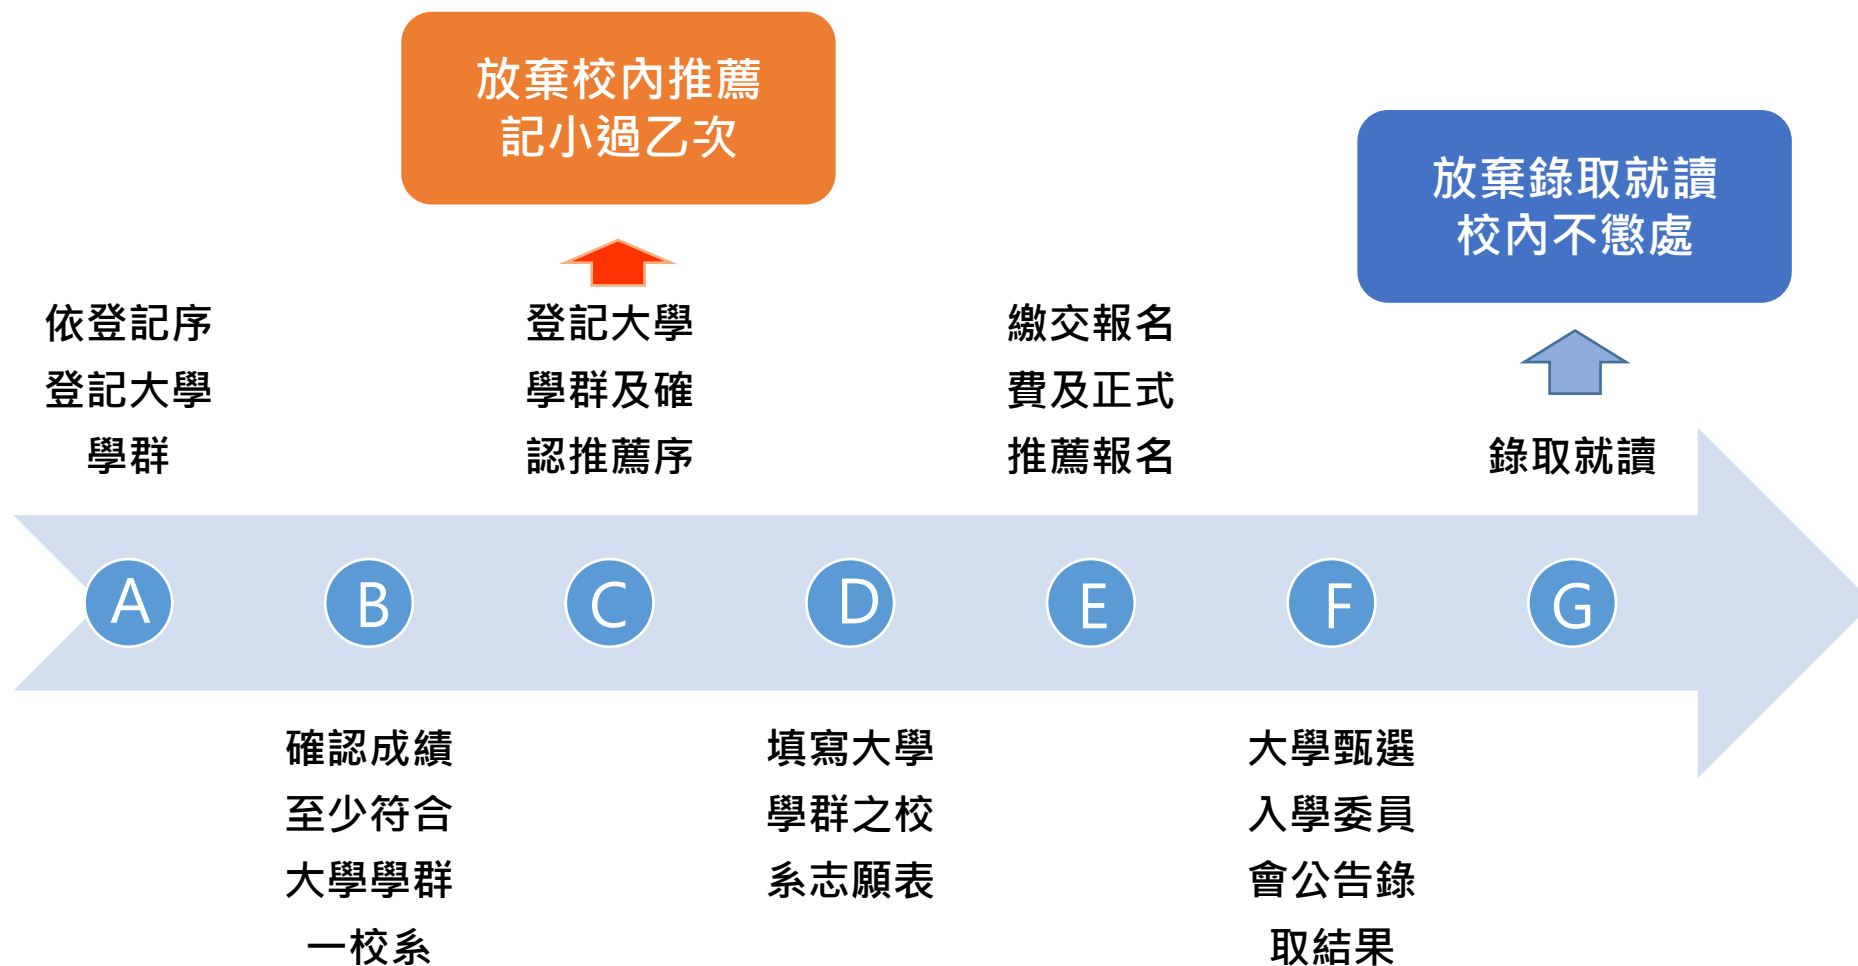 放棄校內推薦
記小過乙次
放棄錄取就讀
校內不懲處
依登記序
登記大學
學群
登記大學
學群及確
認推薦序
繳交報名
費及正式
推薦報名
錄取就讀
A
B
C
D
E
F
G
確認成績
至少符合
大學學群
一校系
填寫大學
學群之校
系志願表
大學甄選
入學委員
會公告錄
取結果